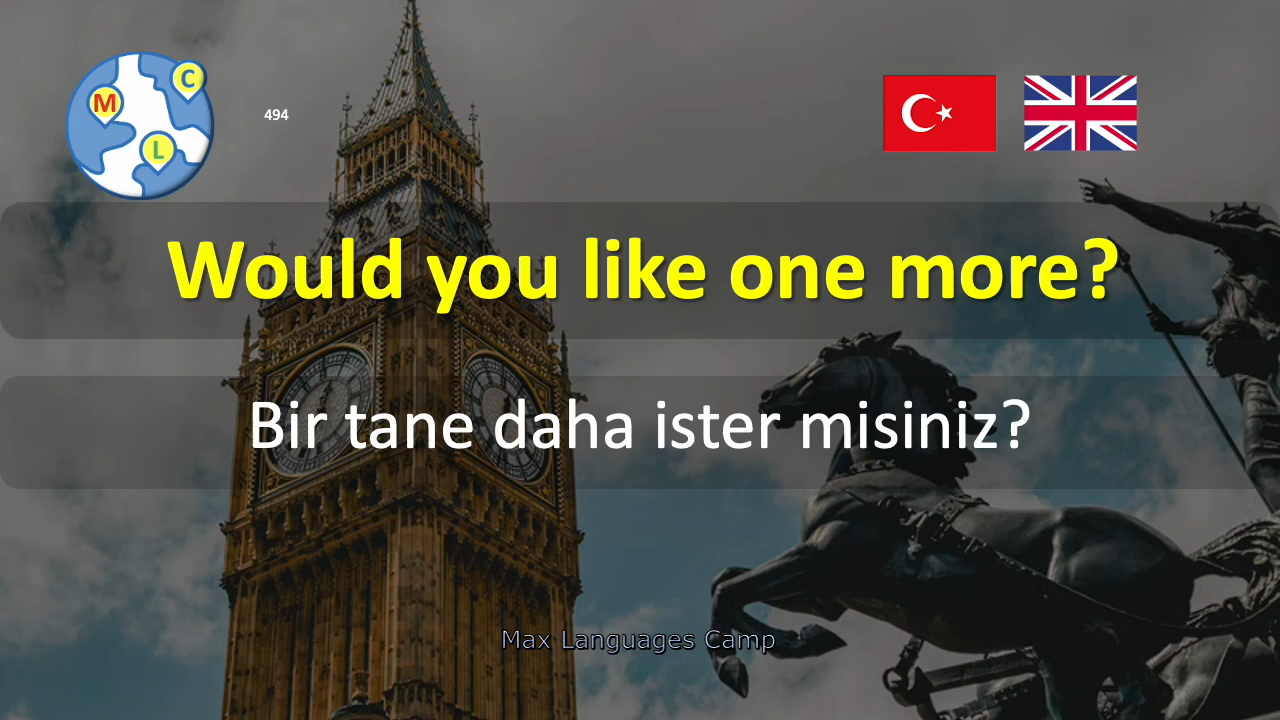 M
C
L
494
Would you like one more?
Bir tane daha ister misiniz?
Max Languages Camp